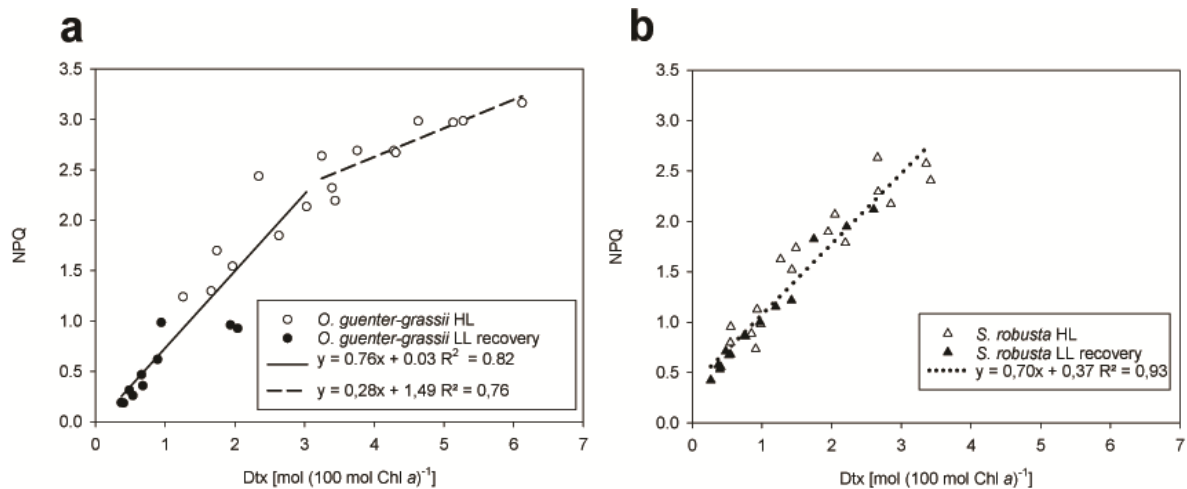 a
3.5
3.0
2.5
2.0
1.5
1.0
0.5
0.0
NPQ
O. guenter-grassii HL
O. guenter-grassii LL recovery
y = 0.76x + 0.03 R² = 0.82
y = 0,28x + 1,49 R² = 0,76
0 1 2 3 4 5 6 7
Dtx [mol (100 mol Chl a)⁻¹]
b
3.5
3.0
2.5
2.0
1.5
1.0
0.5
0.0
NPQ
S. robusta HL
S. robusta LL recovery
y = 0,70x + 0,37 R² = 0,93
0 1 2 3 4 5 6 7
Dtx [mol (100 mol Chl a)⁻¹]